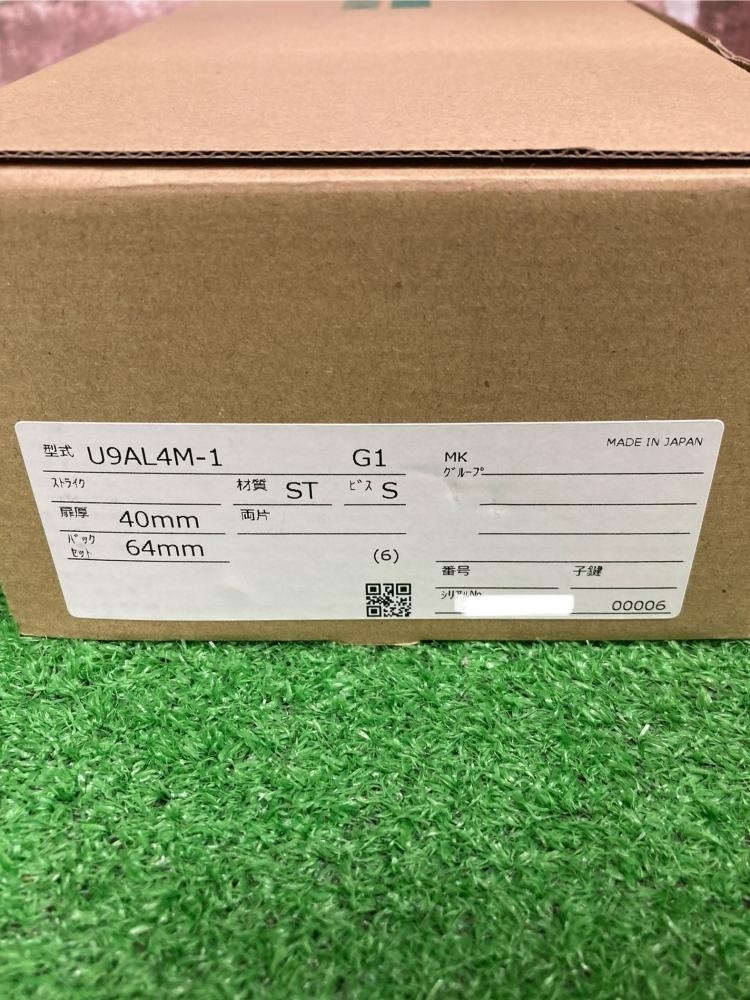 型式 U9AL4M-1 G1
ストライク 材質 ST ビス S
扉厚 40mm 両片
バックセット 64mm (6)
MADE IN JAPAN
MK
グループ
番号 子鍵
シリアルNo 00006